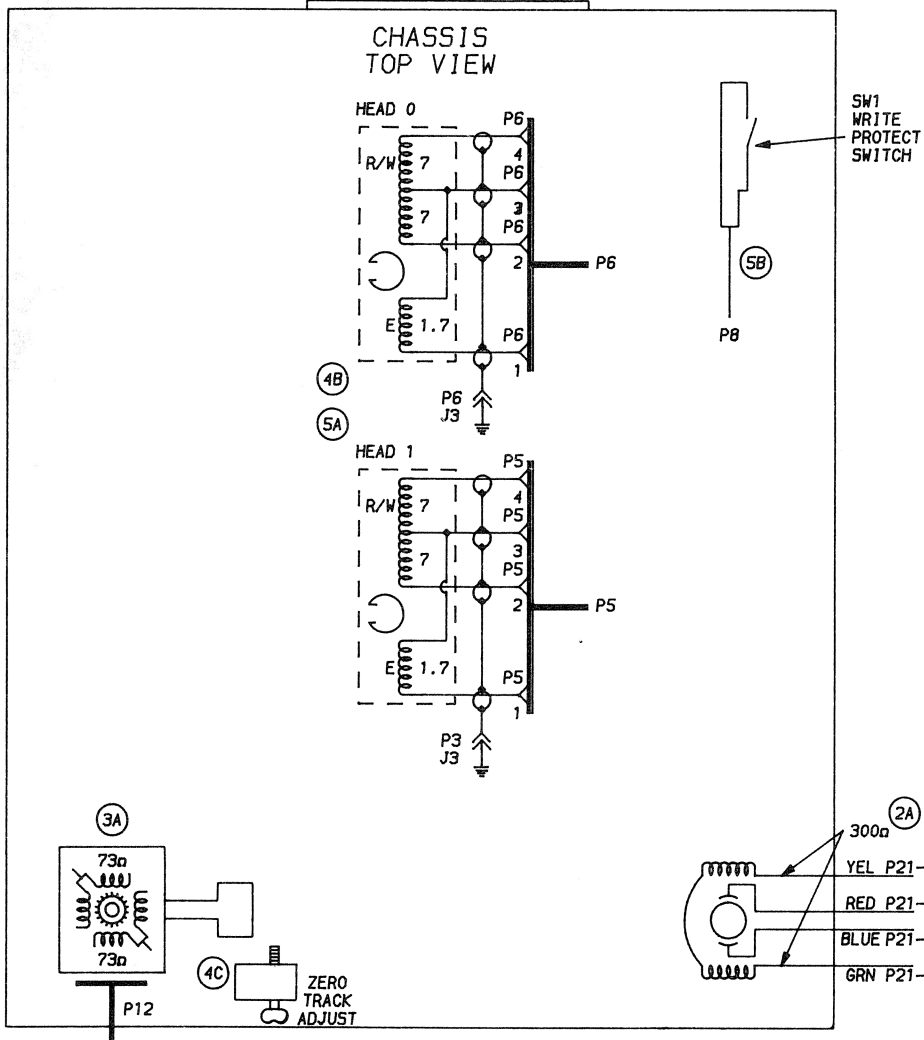 CHASSIS
TOP VIEW
HEAD 0
P6
R/W 7
4
P6
7
3
P6
2
P6
E 1.7
P6
1
4B
P6
J3
5A
SW1
WRITE
PROTECT
SWITCH
5B
P8
HEAD 1
P5
R/W 7
4
P5
7
3
P5
2
P5
E 1.7
P5
1
P3
J3
3A
73Ω
73Ω
P12
4C
ZERO
TRACK
ADJUST
2A
300Ω
YEL P21-
RED P21-
BLUE P21-
GRN P21-